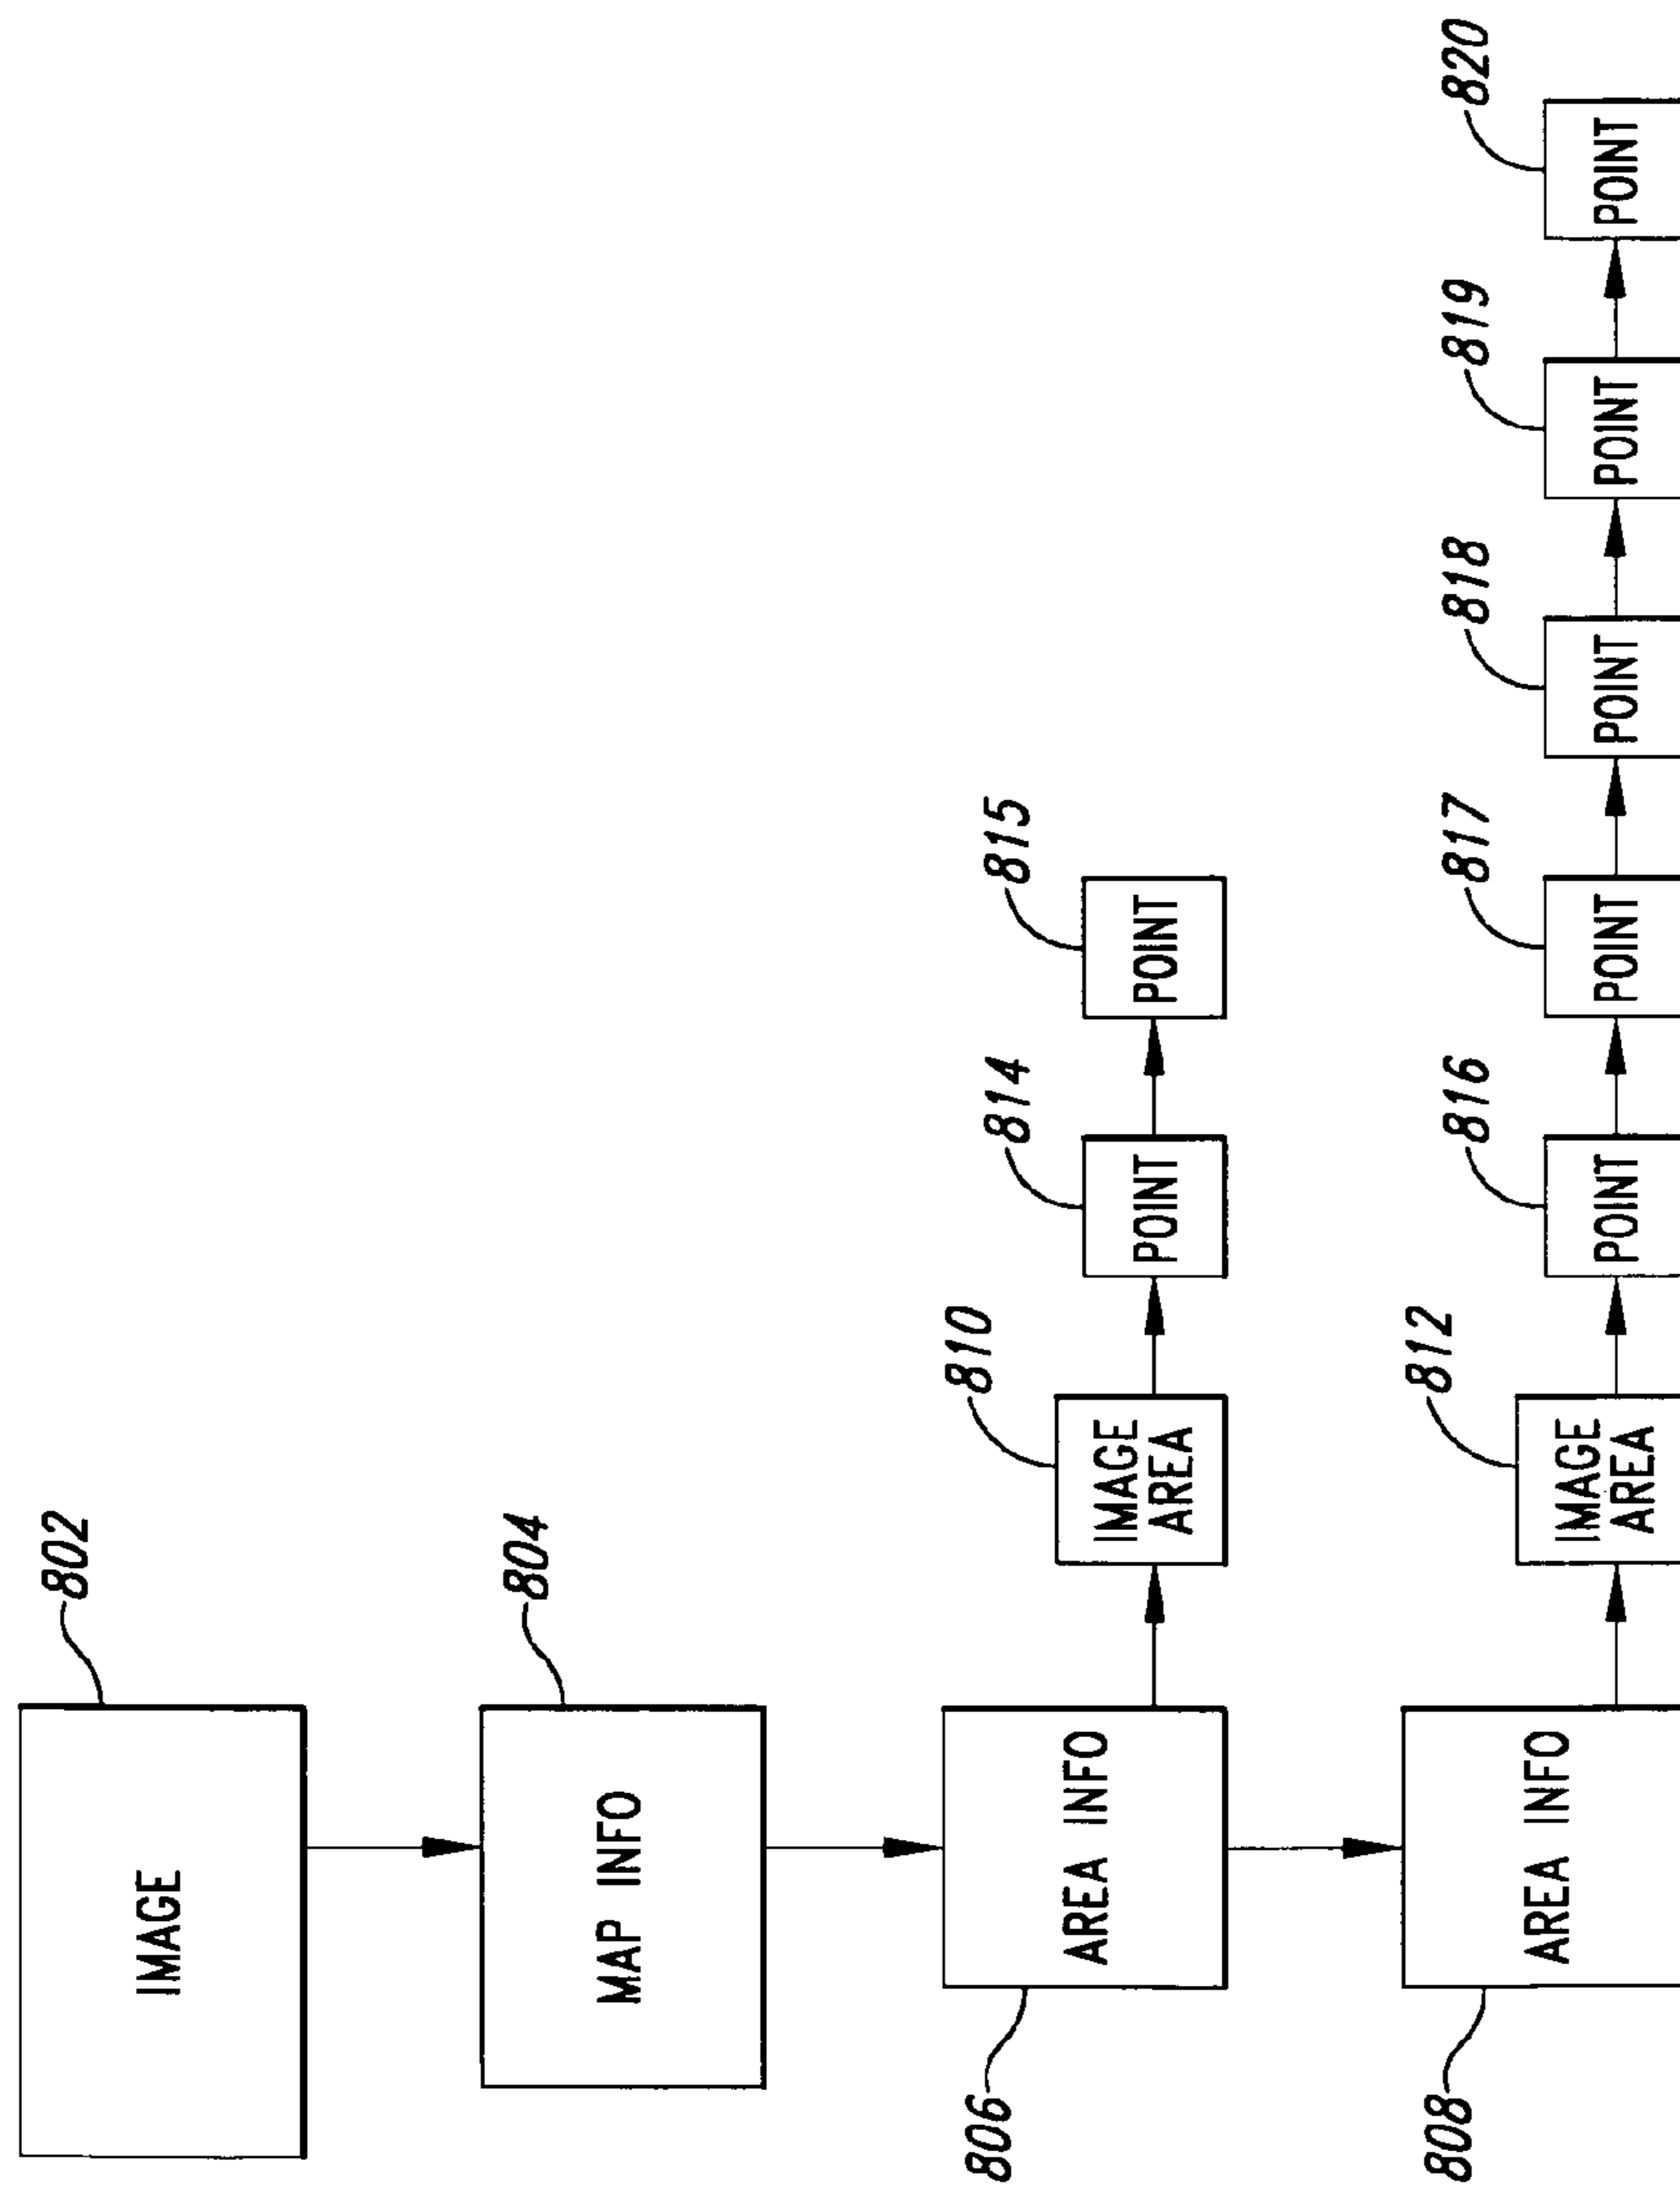 802
IMAGE
804
MAP INFO
806
AREA INFO
810
IMAGE
AREA
814
POINT
815
POINT
808
AREA INFO
812
IMAGE
AREA
816
POINT
817
POINT
818
POINT
819
POINT
820
POINT